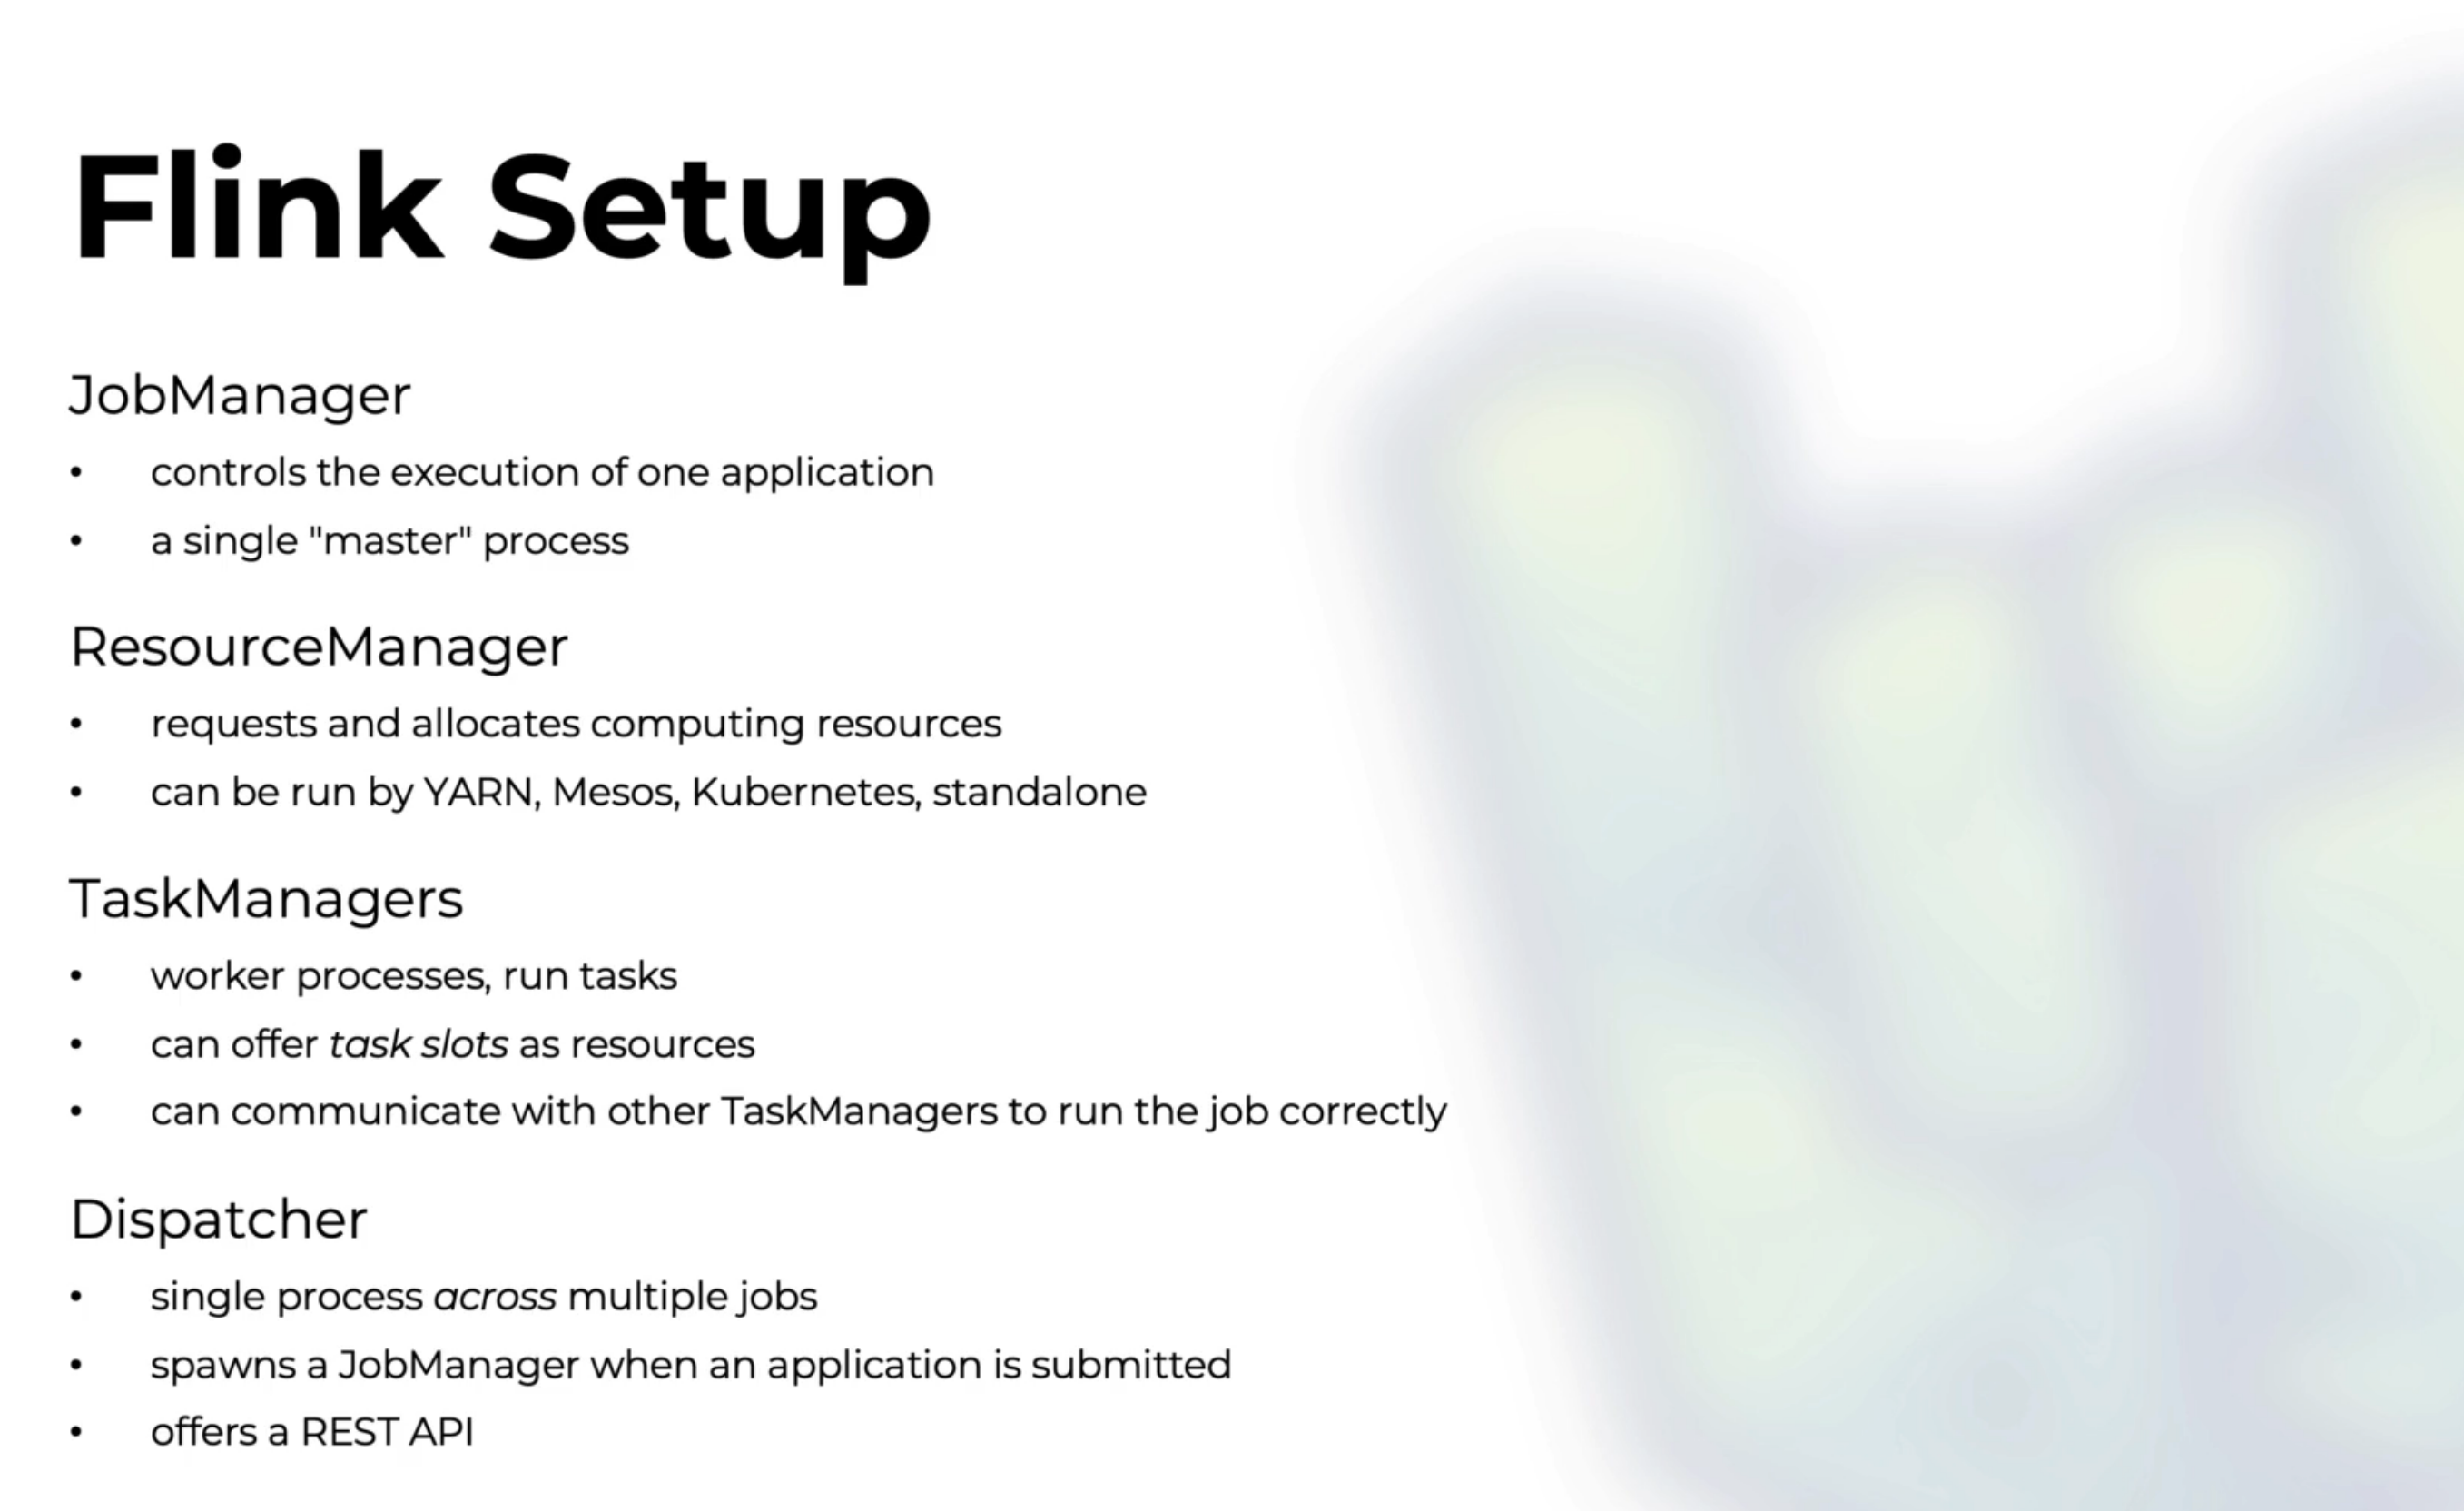 Flink Setup
JobManager
• controls the execution of one application
• a single "master" process
ResourceManager
• requests and allocates computing resources
• can be run by YARN, Mesos, Kubernetes, standalone
TaskManagers
• worker processes, run tasks
• can offer task slots as resources
• can communicate with other TaskManagers to run the job correctly
Dispatcher
• single process across multiple jobs
• spawns a JobManager when an application is submitted
• offers a REST API